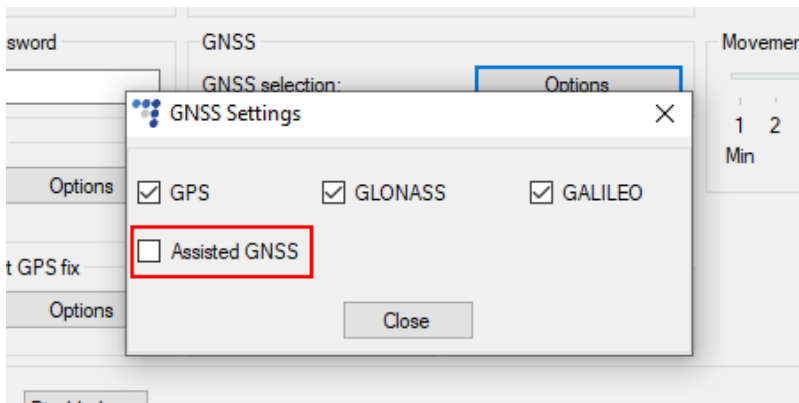 sword
GNSS
Movemer
GNSS selection:
Options
GNSS Settings
1 2
Min
Options
GPS
GLONASS
GALILEO
Assisted GNSS
t GPS fix
Options
Close